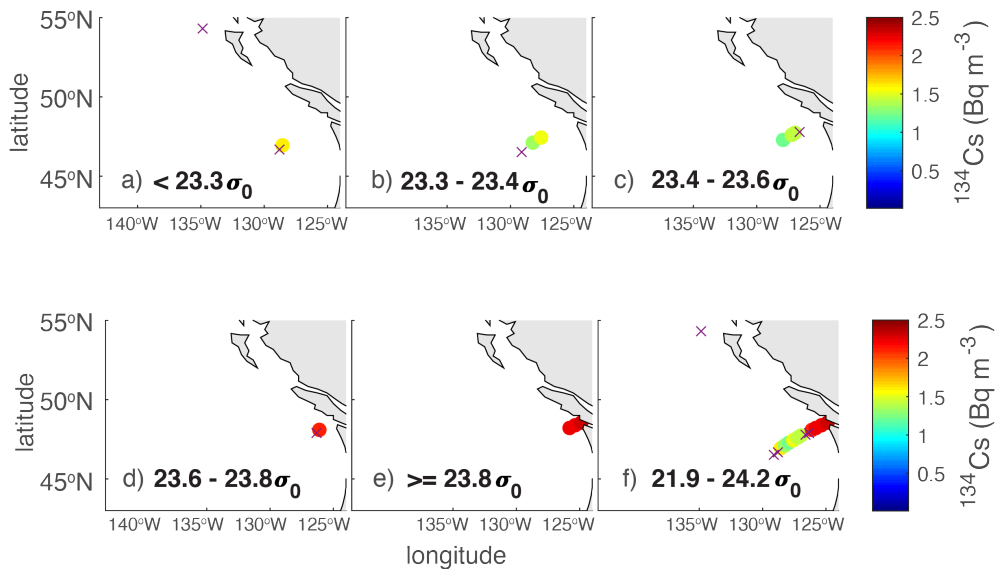 55°N
50°N
45°N
latitude
a) < 23.3σ₀
b) 23.3 - 23.4σ₀
c) 23.4 - 23.6σ₀
140°W 135°W 130°W 125°W
135°W 130°W 125°W
135°W 130°W 125°W
2.5
2
1.5
1
0.5
¹³⁴Cs (Bq m⁻³)
55°N
50°N
45°N
latitude
d) 23.6 - 23.8σ₀
e) >= 23.8σ₀
f) 21.9 - 24.2σ₀
140°W 135°W 130°W 125°W
135°W 130°W 125°W
135°W 130°W 125°W
longitude
2.5
2
1.5
1
0.5
¹³⁴Cs (Bq m⁻³)